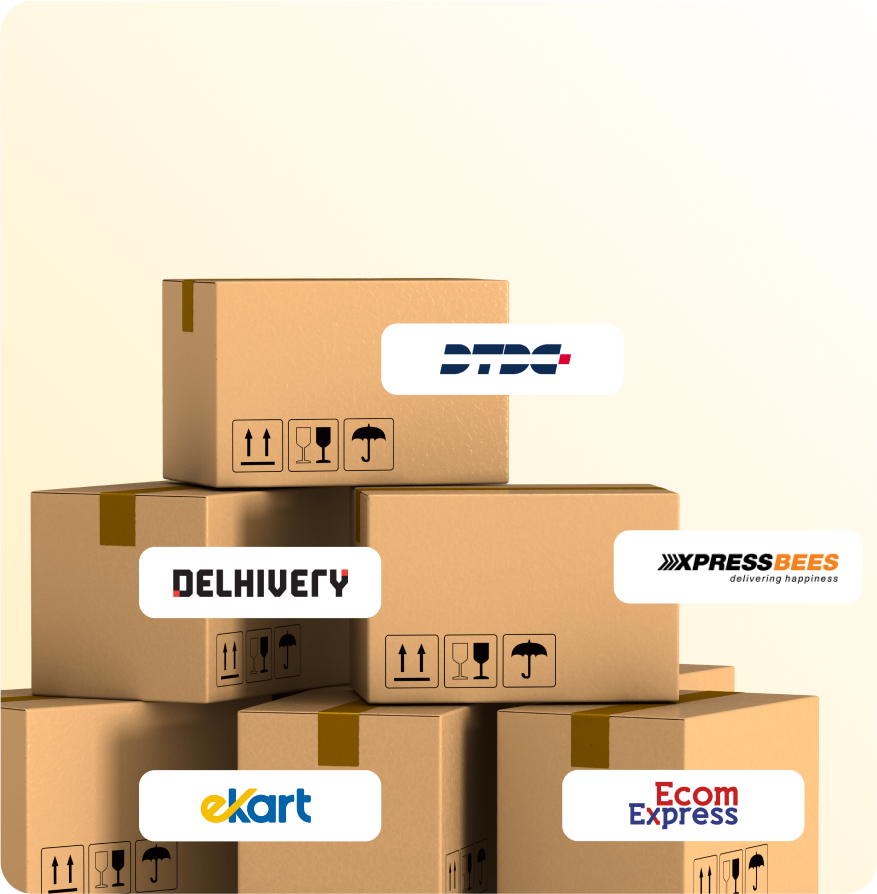 DTDC
DELHIVERY
XPRESSBEES
delivering happiness
eKart
Ecom
Express